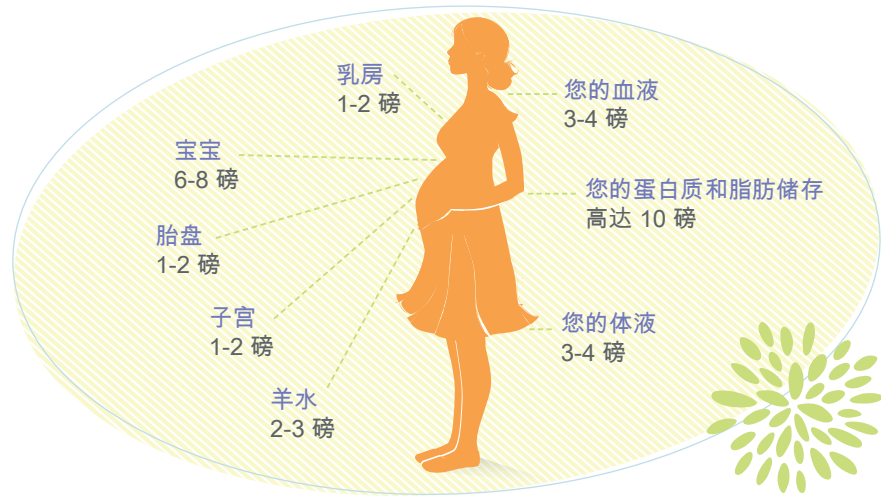 乳房
1-2 磅
宝宝
6-8 磅
胎盘
1-2 磅
子宫
1-2 磅
羊水
2-3 磅
您的血液
3-4 磅
您的蛋白质和脂肪储存
高达 10 磅
您的体液
3-4 磅